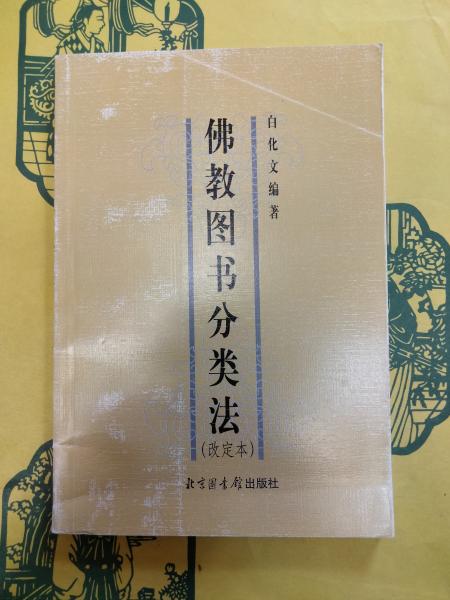 白化文编著
佛教图书分类法
(改定本)
北京图书馆出版社